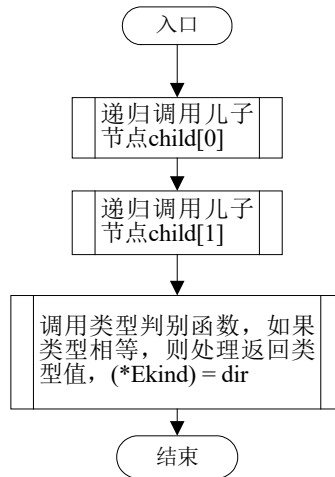 入口
递归调用儿子
节点child[0]
递归调用儿子
节点child[1]
调用类型判别函数，如果
类型相等，则处理返回类
型值，(*Ekind) = dir
结束